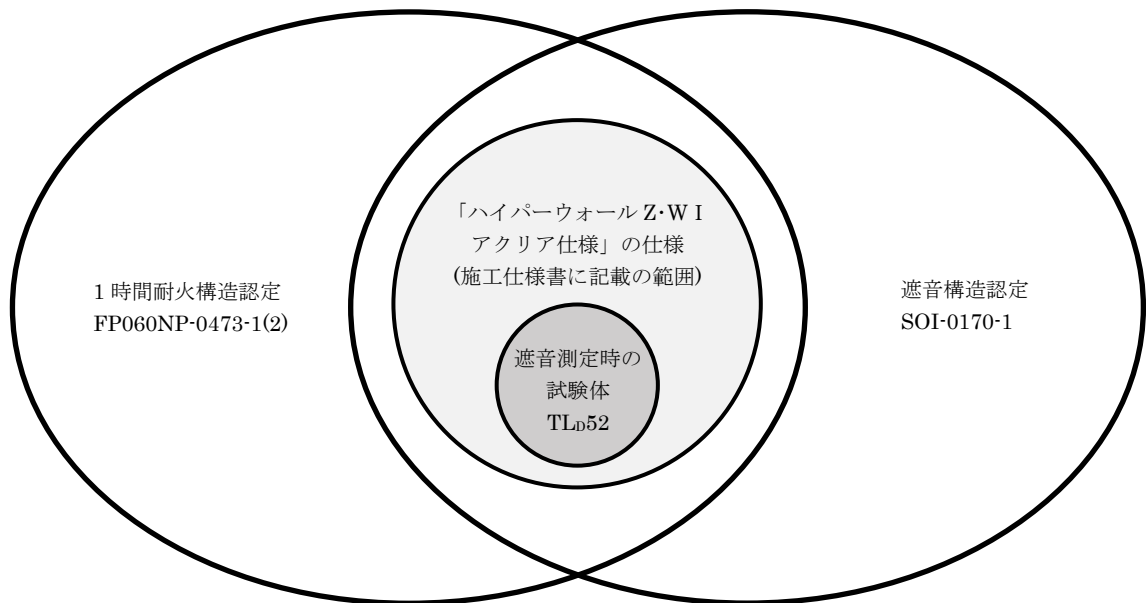 「ハイパーウォール Z･W I
アクリア仕様」の仕様
(施工仕様書に記載の範囲)
1 時間耐火構造認定
FP060NP-0473-1(2)
遮音構造認定
SOI-0170-1
遮音測定時の
試験体
TLD52